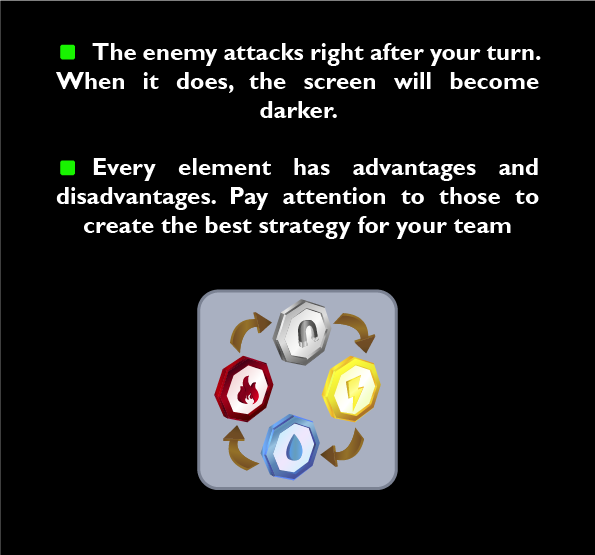 The enemy attacks right after your turn.
When it does, the screen will become
darker.
Every element has advantages and
disadvantages. Pay attention to those to
create the best strategy for your team